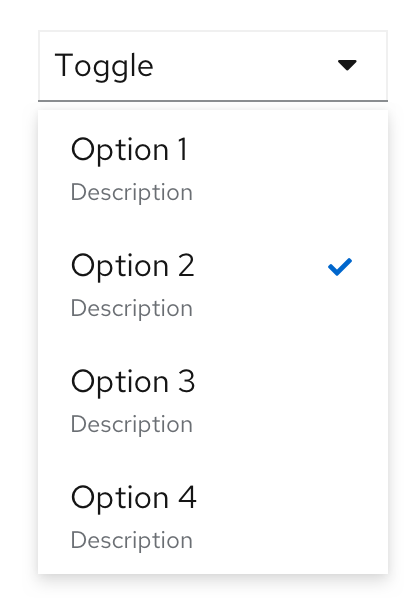 Toggle
Option 1
Description
Option 2
Description
Option 3
Description
Option 4
Description